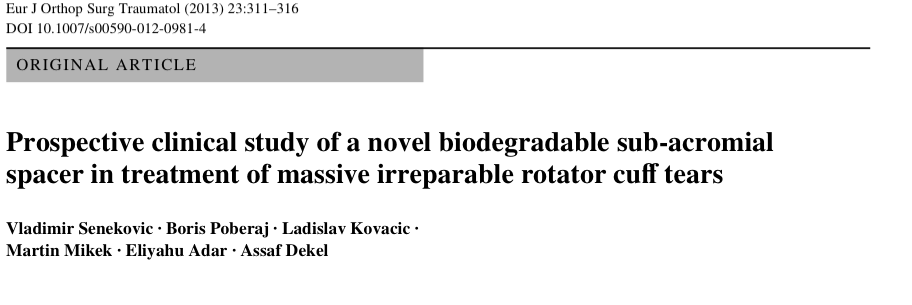 Eur J Orthop Surg Traumatol (2013) 23:311–316
DOI 10.1007/s00590-012-0981-4
ORIGINAL ARTICLE
Prospective clinical study of a novel biodegradable sub-acromial
spacer in treatment of massive irreparable rotator cuff tears
Vladimir Senekovic · Boris Poberaj · Ladislav Kovacic ·
Martin Mikek · Eliyahu Adar · Assaf Dekel